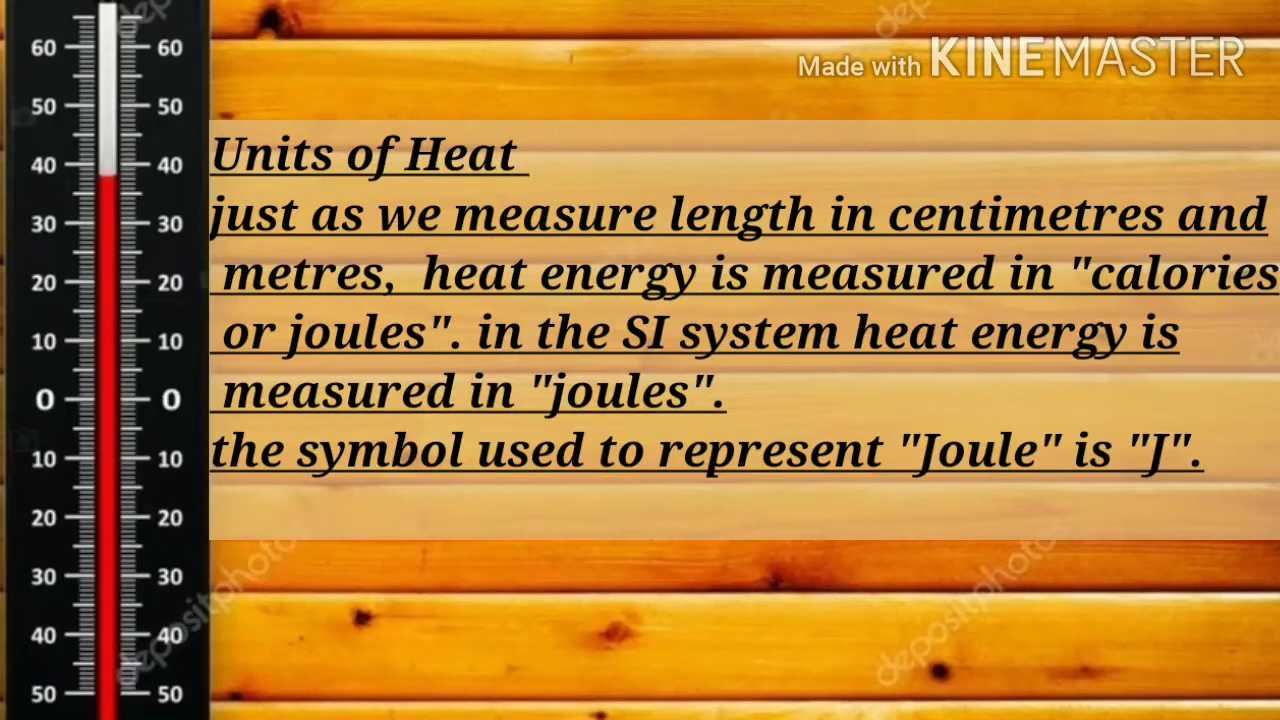 Made with KINEMASTER
Units of Heat
just as we measure length in centimetres and
metres, heat energy is measured in "calories
or joules". in the SI system heat energy is
measured in "joules".
the symbol used to represent "Joule" is "J".
60 60
50 50
40 40
30 30
20 20
10 10
0 0
10 10
20 20
30 30
40 40
50 50
depositphotos